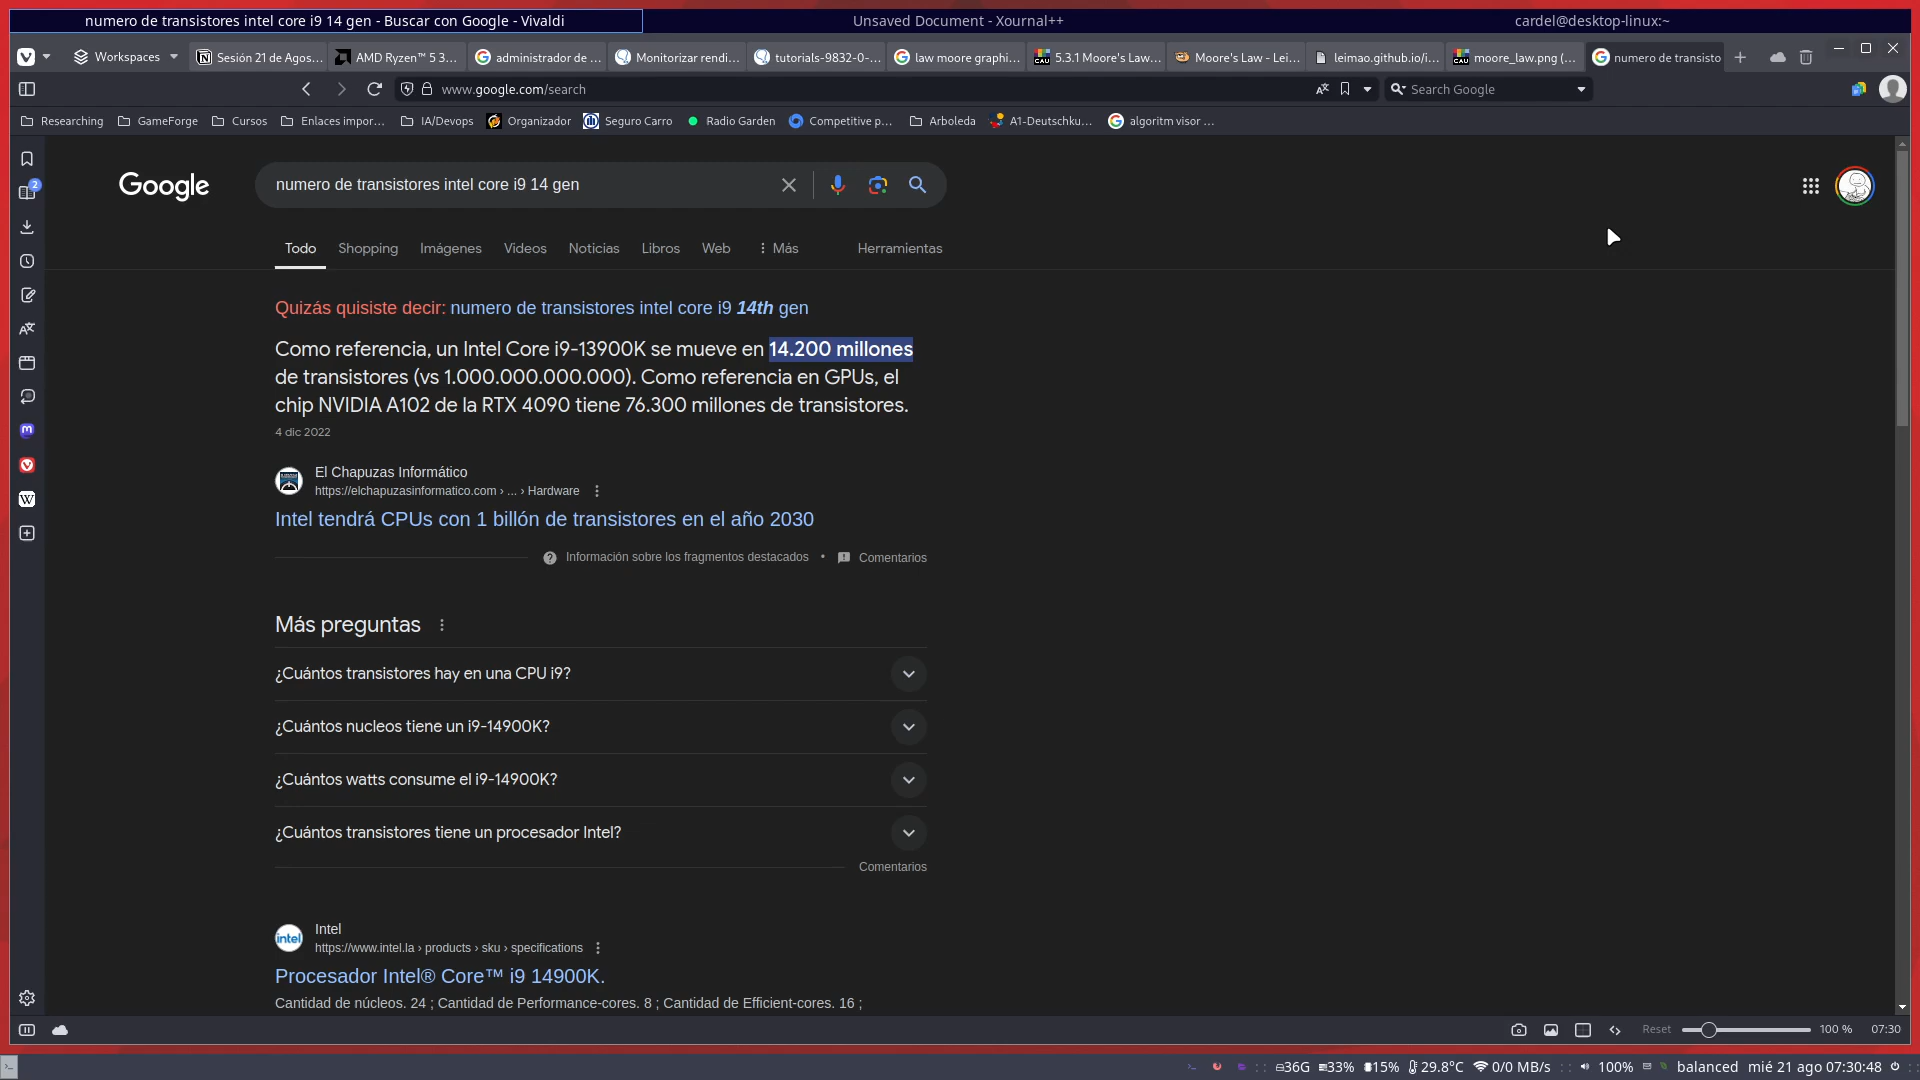 numero de transistores intel core i9 14 gen - Buscar con Google - Vivaldi
Unsaved Document - Xournal++
cardel@desktop-linux:~
Workspaces
Sesión 21 de Agos...
AMD Ryzen™ 5 3...
administrador de ...
Monitorizar rendi...
tutorials-9832-0-...
law moore graphi...
5.3.1 Moore's Law...
Moore's Law - Lei...
leimao.github.io/i...
moore_law.png (...
numero de transisto
www.google.com/search
Search Google
Researching
GameForge
Cursos
Enlaces impor...
IA/Devops
Organizador
Seguro Carro
Radio Garden
Competitive p...
Arboleda
A1-Deutschku...
algoritm visor ...
2
Google
numero de transistores intel core i9 14 gen
Todo
Shopping
Imágenes
Videos
Noticias
Libros
Web
Más
Herramientas
Quizás quisiste decir: numero de transistores intel core i9 14th gen
Como referencia, un Intel Core i9-13900K se mueve en 14.200 millones
de transistores (vs 1.000.000.000.000). Como referencia en GPUs, el
chip NVIDIA A102 de la RTX 4090 tiene 76.300 millones de transistores.
4 dic 2022
El Chapuzas Informático
https://elchapuzasinformatico.com › ... › Hardware
Intel tendrá CPUs con 1 billón de transistores en el año 2030
Información sobre los fragmentos destacados • Comentarios
Más preguntas
¿Cuántos transistores hay en una CPU i9?
¿Cuántos nucleos tiene un i9-14900K?
¿Cuántos watts consume el i9-14900K?
¿Cuántos transistores tiene un procesador Intel?
Comentarios
intel
Intel
https://www.intel.la › products › sku › specifications
Procesador Intel® Core™ i9 14900K.
Cantidad de núcleos. 24 ; Cantidad de Performance-cores. 8 ; Cantidad de Efficient-cores. 16 ;
Reset
100 %
07:30
36G 33% 15% 29.8°C 0/0 MB/s 100% balanced mié 21 ago 07:30:48